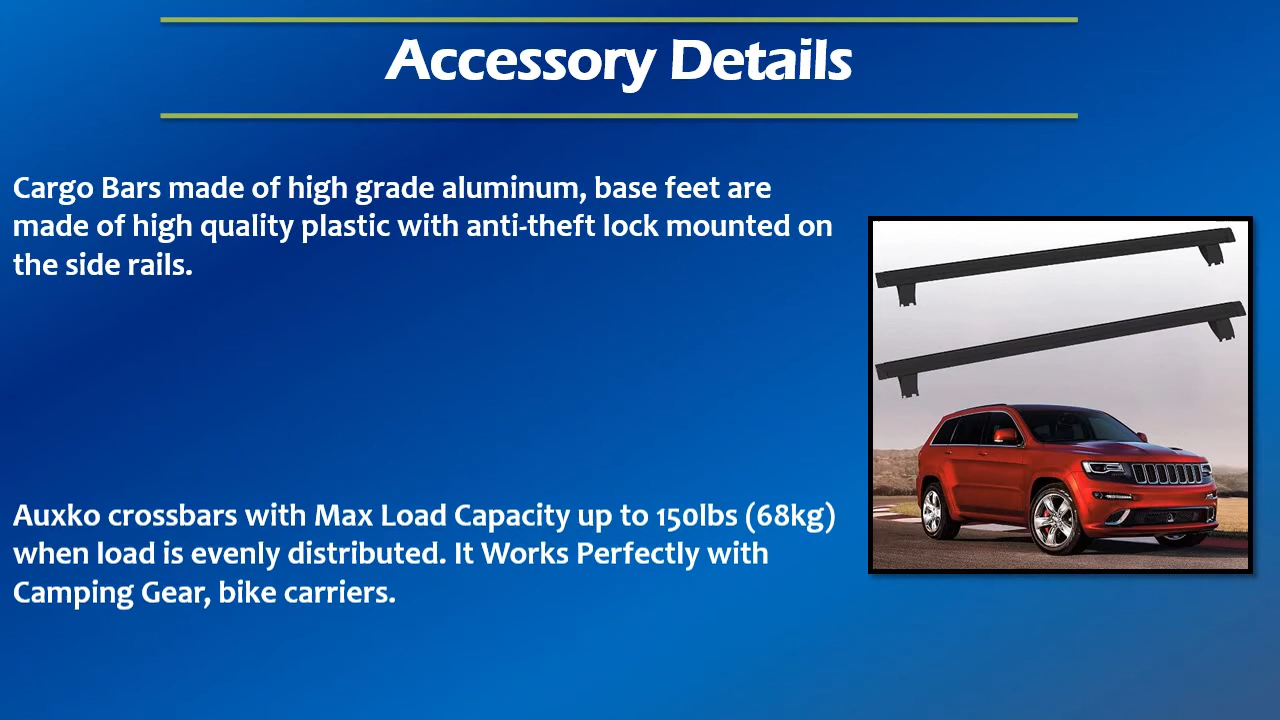 Accessory Details
Cargo Bars made of high grade aluminum, base feet are
made of high quality plastic with anti-theft lock mounted on
the side rails.
Auxko crossbars with Max Load Capacity up to 150lbs (68kg)
when load is evenly distributed. It Works Perfectly with
Camping Gear, bike carriers.